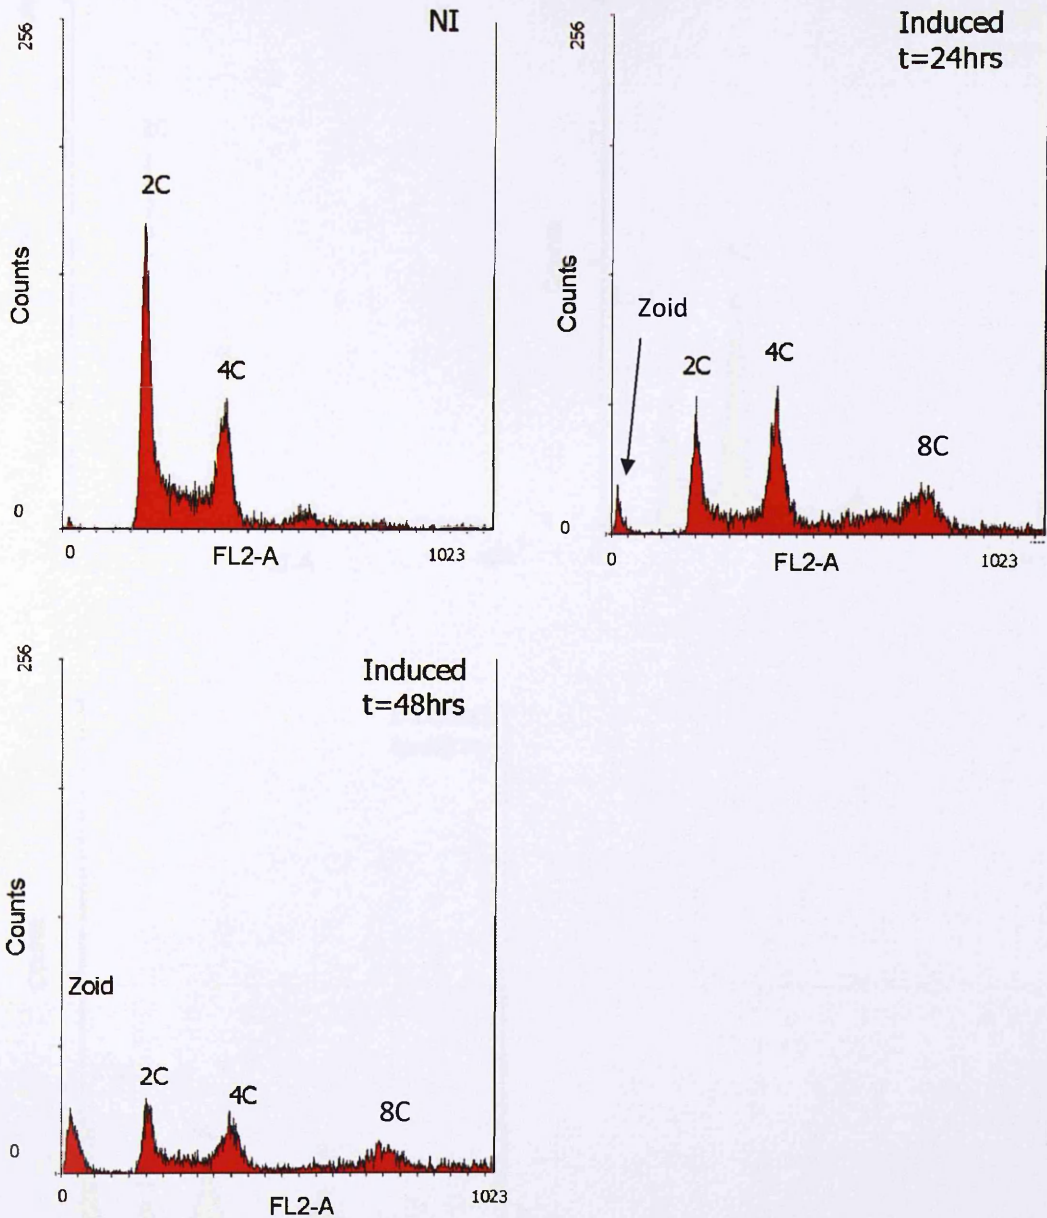 256
NI
2C
4C
Counts
0
0
FL2-A
1023
256
Induced
t=24hrs
Zoid
2C
4C
8C
Counts
0
0
FL2-A
1023
256
Induced
t=48hrs
Counts
Zoid
2C
4C
8C
0
0
FL2-A
1023